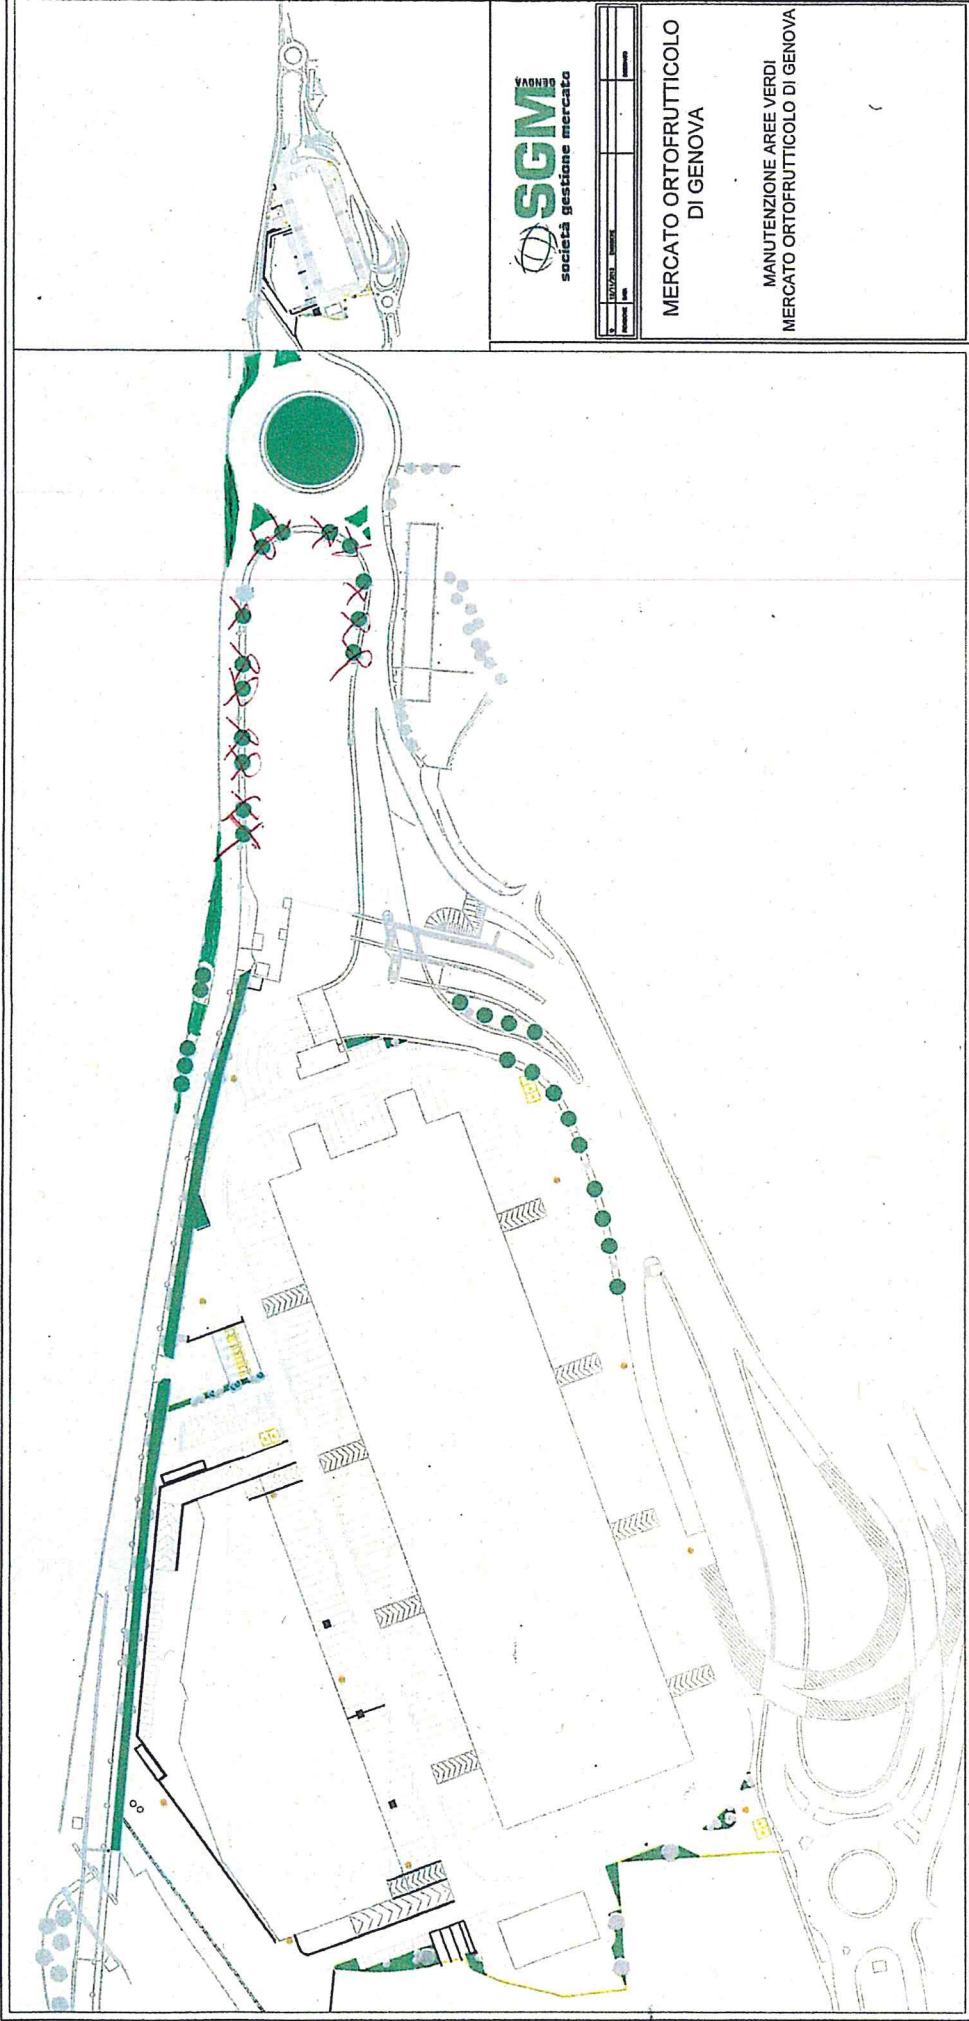 SGM
GENOVA
società gestione mercato
MERCATO ORTOFRUTTICOLO
DI GENOVA
MANUTENZIONE AREE VERDI
MERCATO ORTOFRUTTICOLO DI GENOVA